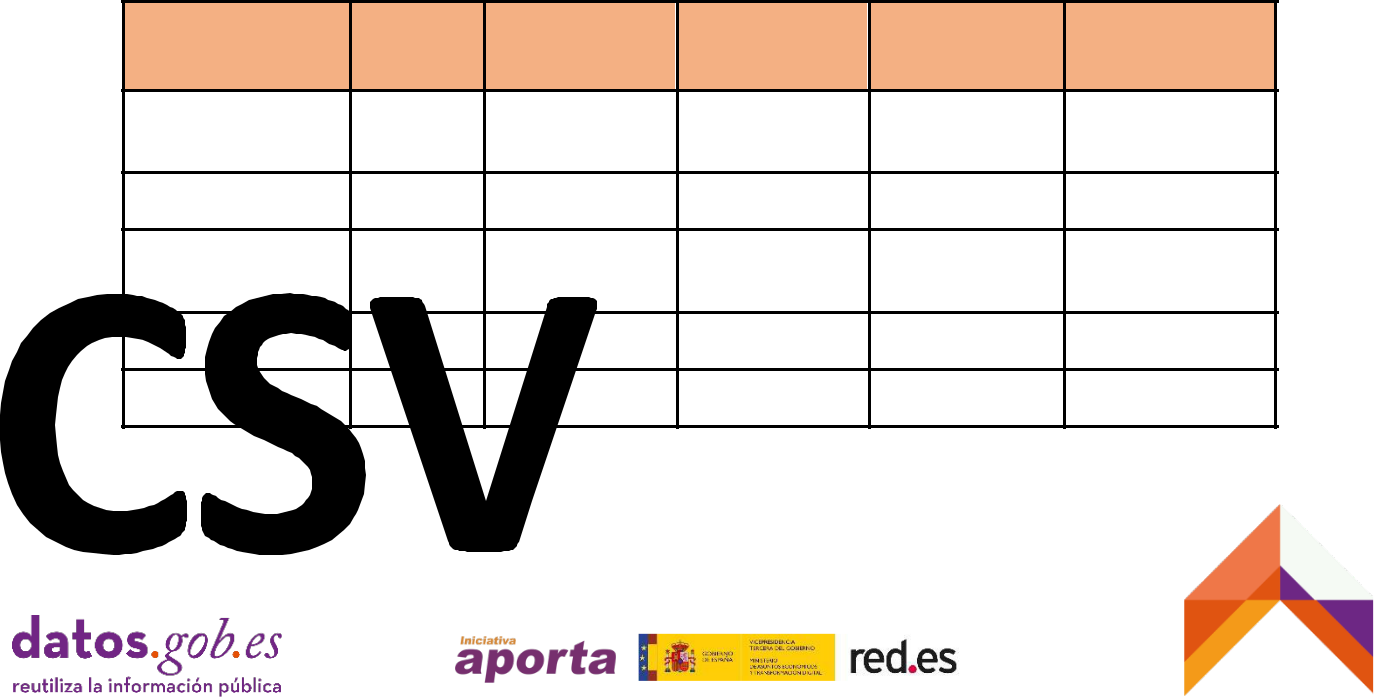 CSV
datos.gob.es
reutiliza la información pública
Iniciativa
aporta
GOBIERNO
DE ESPAÑA
VICEPRESIDENCIA
TERCERA DEL GOBIERNO
MINISTERIO
DE ASUNTOS ECONÓMICOS
Y TRANSFORMACIÓN DIGITAL
red.es